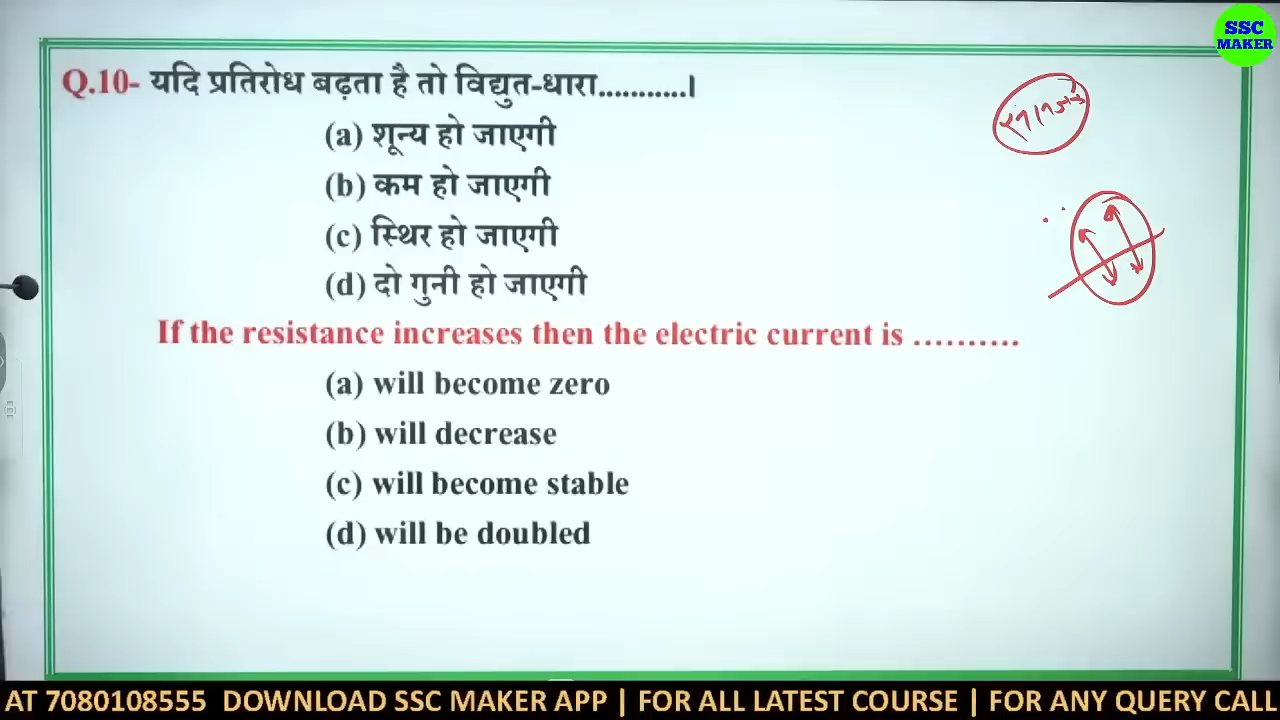 SSC
MAKER
Q.10- यदि प्रतिरोध बढ़ता है तो विद्युत-धारा...........।
(a) शून्य हो जाएगी
(b) कम हो जाएगी
(c) स्थिर हो जाएगी
(d) दो गुनी हो जाएगी
If the resistance increases then the electric current is ..........
(a) will become zero
(b) will decrease
(c) will become stable
(d) will be doubled
AT 7080108555 DOWNLOAD SSC MAKER APP | FOR ALL LATEST COURSE | FOR ANY QUERY CALL